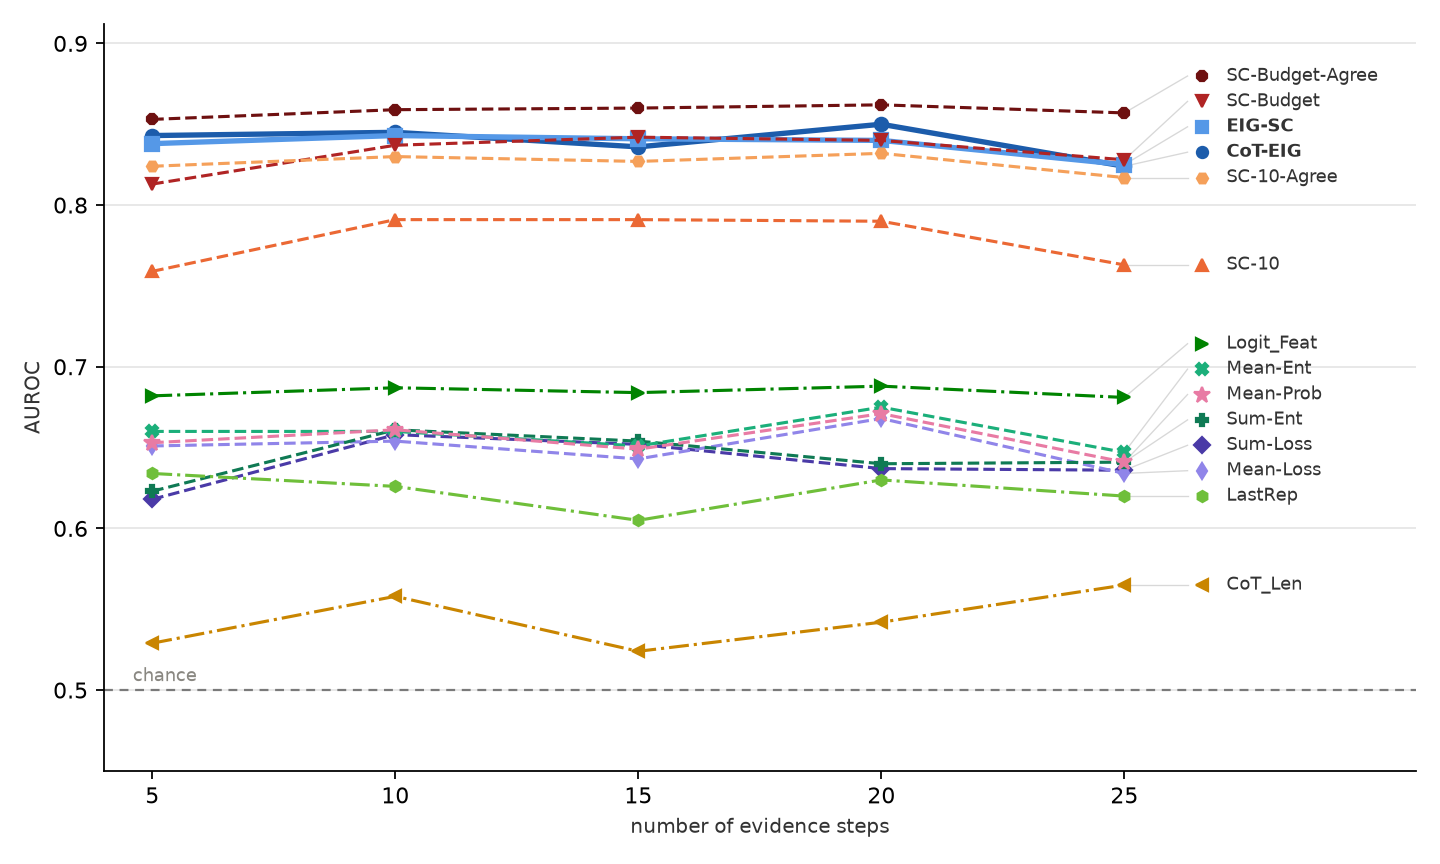 0.9
0.8
0.7
0.6
0.5
AUROC
chance
5
10
15
20
25
number of evidence steps
SC-Budget-Agree
SC-Budget
EIG-SC
CoT-EIG
SC-10-Agree
SC-10
Logit_Feat
Mean-Ent
Mean-Prob
Sum-Ent
Sum-Loss
Mean-Loss
LastRep
CoT_Len